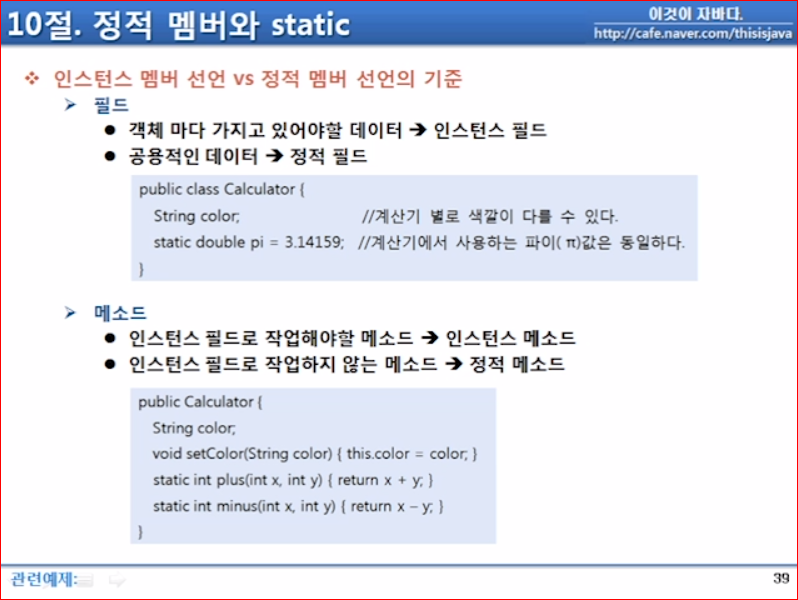 10절. 정적 멤버와 static
이것이 자바다.
http://cafe.naver.com/thisisjava
❖ 인스턴스 멤버 선언 vs 정적 멤버 선언의 기준
➢ 필드
● 객체 마다 가지고 있어야할 데이터 ➔ 인스턴스 필드
● 공용적인 데이터 ➔ 정적 필드
public class Calculator {
String color; //계산기 별로 색깔이 다를 수 있다.
static double pi = 3.14159; //계산기에서 사용하는 파이( π)값은 동일하다.
}
➢ 메소드
● 인스턴스 필드로 작업해야할 메소드 ➔ 인스턴스 메소드
● 인스턴스 필드로 작업하지 않는 메소드 ➔ 정적 메소드
public Calculator {
String color;
void setColor(String color) { this.color = color; }
static int plus(int x, int y) { return x + y; }
static int minus(int x, int y) { return x – y; }
}
관련예제:
39